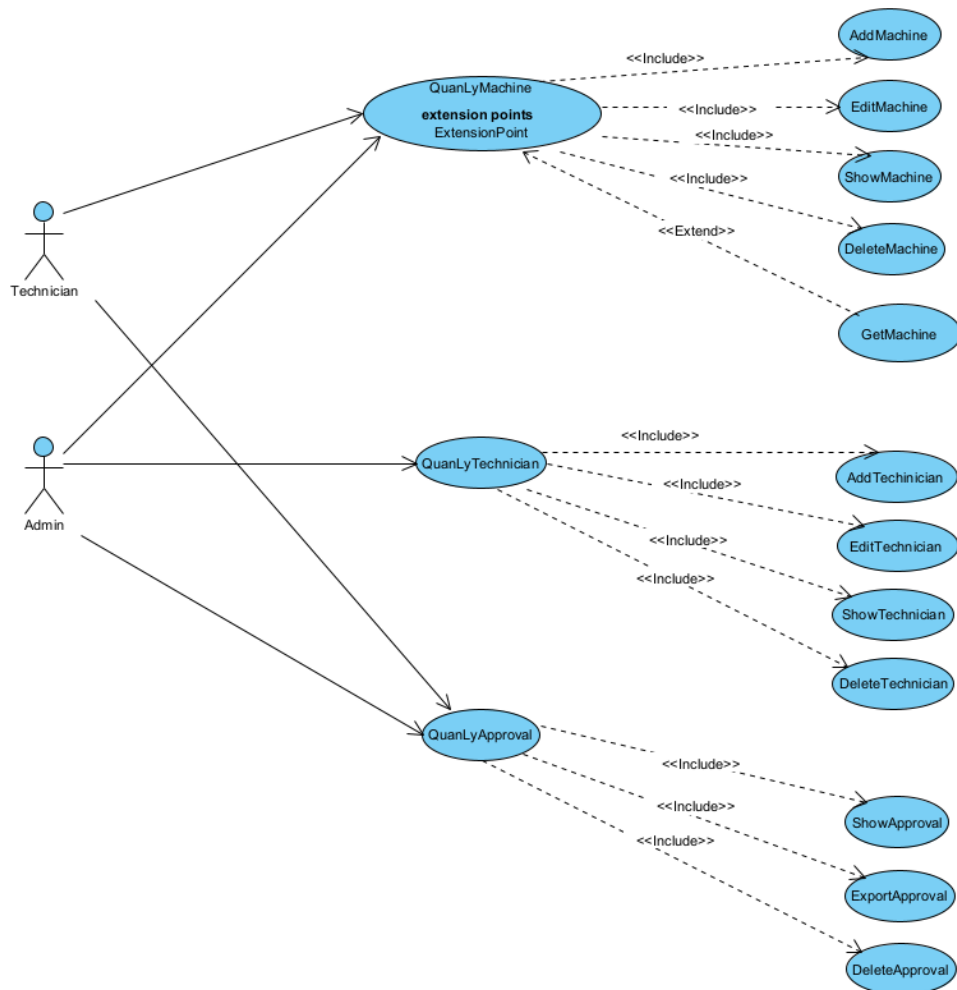 AddMachine
<<Include>>
QuanLyMachine
extension points
ExtensionPoint
<<Include>>
EditMachine
<<Include>>
ShowMachine
<<Include>>
<<Extend>>
DeleteMachine
Technician
GetMachine
<<Include>>
QuanLyTechnician
AddTechinician
<<Include>>
Admin
EditTechnician
<<Include>>
<<Include>>
ShowTechnician
DeleteTechnician
QuanLyApproval
<<Include>>
<<Include>>
ShowApproval
<<Include>>
ExportApproval
DeleteApproval